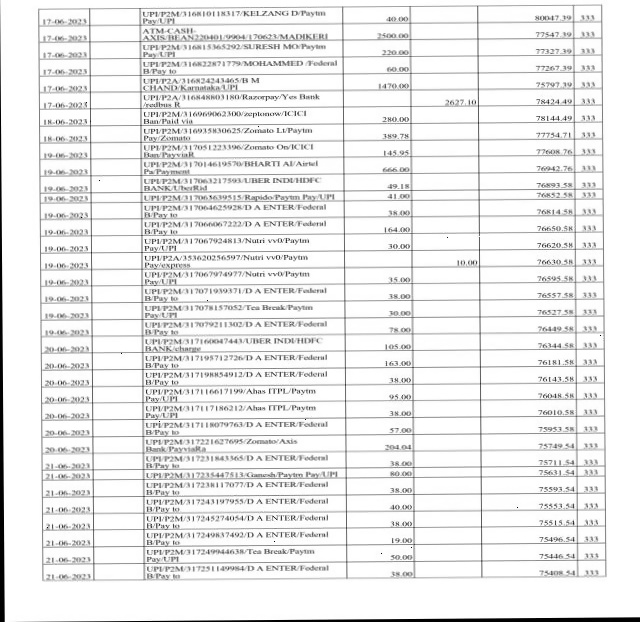 17-06-2023 UPI/P2M/316810118317/KELZANG D/Paytm Pay/UPI 40.00 80047.39 333
17-06-2023 ATM-CASH-AXIS/BEAN220401/9904/170623/MADIKERI 2500.00 77547.39 333
17-06-2023 UPI/P2M/316815365292/SURESH MO/Paytm Pay/UPI 220.00 77327.39 333
17-06-2023 UPI/P2M/316822871779/MOHAMMED /Federal B/Pay to 60.00 77267.39 333
17-06-2023 UPI/P2A/316824243465/B M CHAND/Karnataka/UPI 1470.00 75797.39 333
17-06-2023 UPI/P2A/316848803180/Razorpay/Yes Bank /redbus R 2627.10 78424.49 333
18-06-2023 UPI/P2M/316969062300/zeptonow/ICICI Ban/Paid via 280.00 78144.49 333
18-06-2023 UPI/P2M/316935830625/Zomato Lt/Paytm Pay/Zomato 389.78 77754.71 333
19-06-2023 UPI/P2M/317051223396/Zomato On/ICICI Ban/PayviaR 145.95 77608.76 333
19-06-2023 UPI/P2M/317014619570/BHARTI AI/Airtel Pa/Payment 666.00 76942.76 333
19-06-2023 UPI/P2M/317063217593/UBER INDI/HDFC BANK/UberRid 49.18 76893.58 333
19-06-2023 UPI/P2M/317063639515/Rapido/Paytm Pay/UPI 41.00 76852.58 333
19-06-2023 UPI/P2M/317064625928/D A ENTER/Federal B/Pay to 38.00 76814.58 333
19-06-2023 UPI/P2M/317066067222/D A ENTER/Federal B/Pay to 164.00 76650.58 333
19-06-2023 UPI/P2M/317067924813/Nutri vv0/Paytm Pay/UPI 30.00 76620.58 333
19-06-2023 UPI/P2A/353620256597/Nutri vv0/Paytm Pay/express 10.00 76630.58 333
19-06-2023 UPI/P2M/317067974977/Nutri vv0/Paytm Pay/UPI 35.00 76595.58 333
19-06-2023 UPI/P2M/317071939371/D A ENTER/Federal B/Pay to 38.00 76557.58 333
19-06-2023 UPI/P2M/317078157052/Tea Break/Paytm Pay/UPI 30.00 76527.58 333
19-06-2023 UPI/P2M/317079211302/D A ENTER/Federal B/Pay to 78.00 76449.58 333
20-06-2023 UPI/P2M/317160047443/UBER INDI/HDFC BANK/charge 105.00 76344.58 333
20-06-2023 UPI/P2M/317195712726/D A ENTER/Federal B/Pay to 163.00 76181.58 333
20-06-2023 UPI/P2M/317198854912/D A ENTER/Federal B/Pay to 38.00 76143.58 333
20-06-2023 UPI/P2M/317116617199/Ahas ITPL/Paytm Pay/UPI 95.00 76048.58 333
20-06-2023 UPI/P2M/317117186212/Ahas ITPL/Paytm Pay/UPI 38.00 76010.58 333
20-06-2023 UPI/P2M/317118079763/D A ENTER/Federal B/Pay to 57.00 75953.58 333
20-06-2023 UPI/P2M/317221627695/Zomato/Axis Bank/PayviaRa 204.04 75749.54 333
21-06-2023 UPI/P2M/317231843365/D A ENTER/Federal B/Pay to 38.00 75711.54 333
21-06-2023 UPI/P2M/317235447513/Ganesh/Paytm Pay/UPI 80.00 75631.54 333
21-06-2023 UPI/P2M/317238117077/D A ENTER/Federal B/Pay to 38.00 75593.54 333
21-06-2023 UPI/P2M/317243197955/D A ENTER/Federal B/Pay to 40.00 75553.54 333
21-06-2023 UPI/P2M/317245274054/D A ENTER/Federal B/Pay to 38.00 75515.54 333
21-06-2023 UPI/P2M/317249837492/D A ENTER/Federal B/Pay to 19.00 75496.54 333
21-06-2023 UPI/P2M/317249944638/Tea Break/Paytm Pay/UPI 50.00 75446.54 333
21-06-2023 UPI/P2M/317251149984/D A ENTER/Federal B/Pay to 38.00 75408.54 333